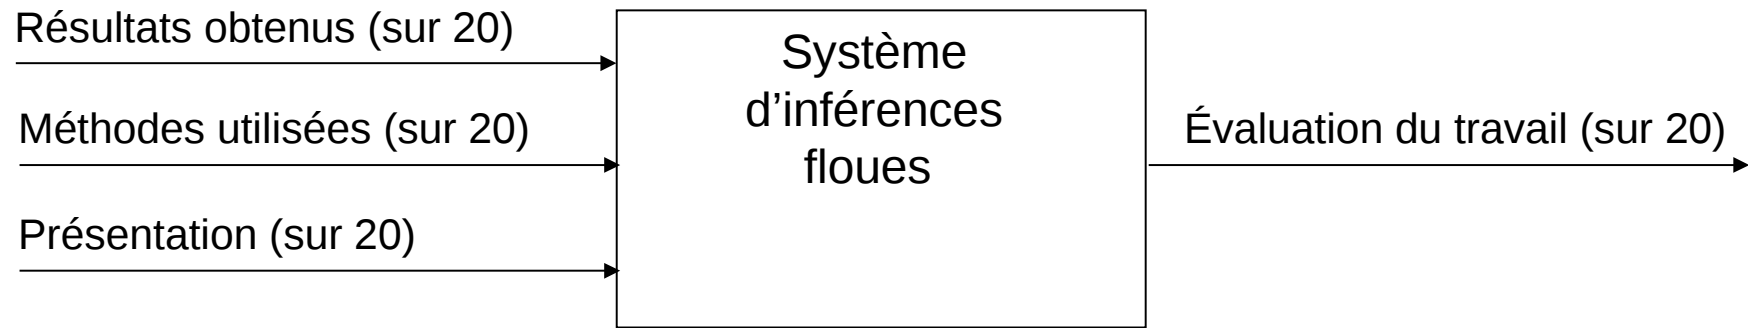 Résultats obtenus (sur 20)
Méthodes utilisées (sur 20)
Présentation (sur 20)
Système
d’inférences
floues
Évaluation du travail (sur 20)